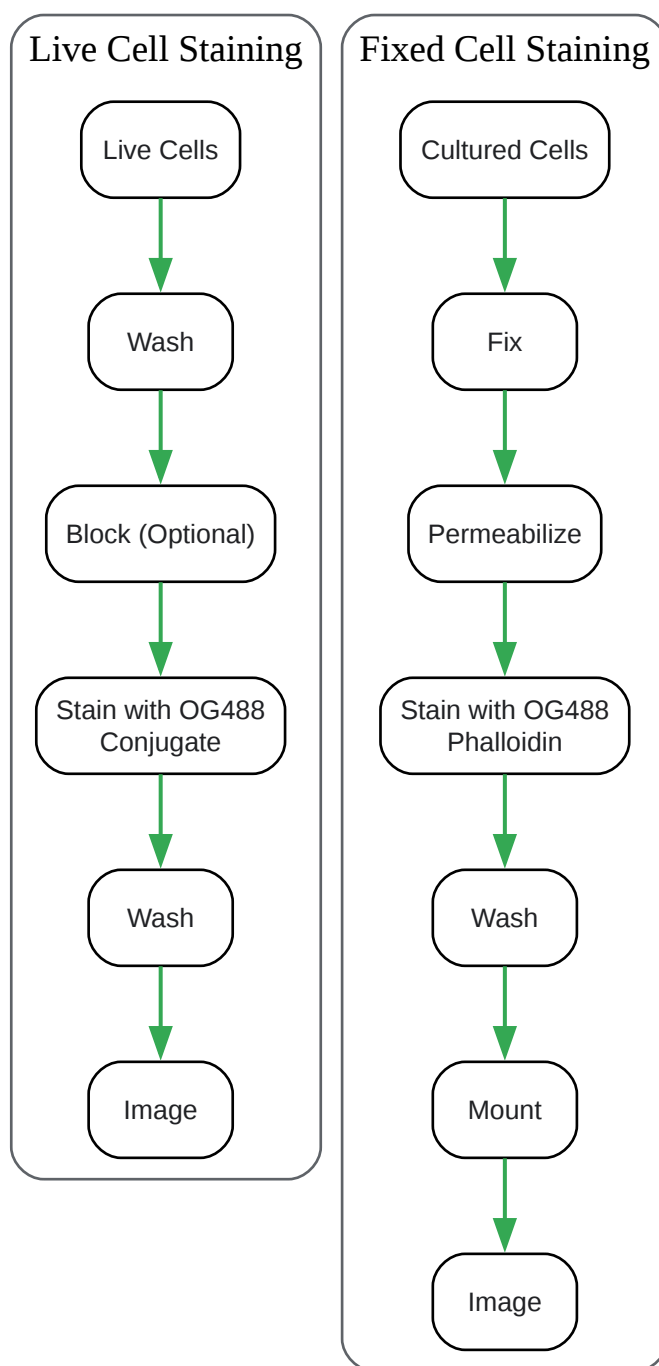 Live Cell Staining
Live Cells
Wash
Block (Optional)
Stain with OG488
Conjugate
Wash
Image
Fixed Cell Staining
Cultured Cells
Fix
Permeabilize
Stain with OG488
Phalloidin
Wash
Mount
Image